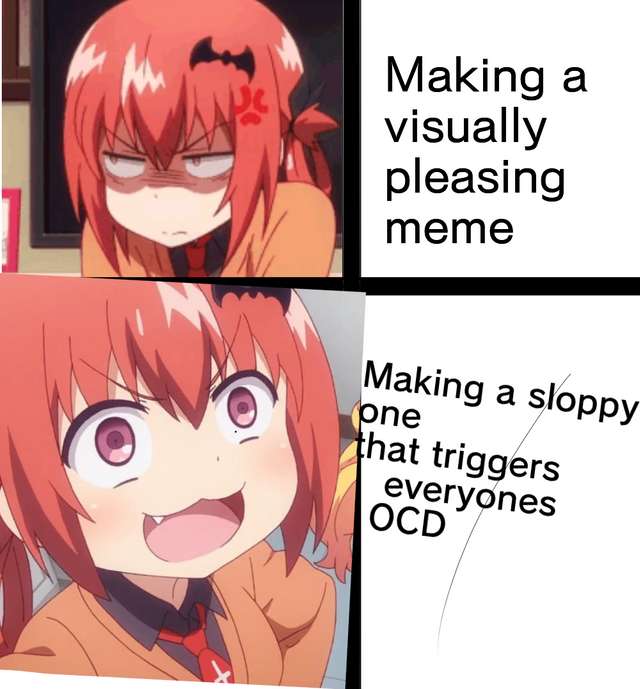 Making a
visually
pleasing
meme
Making a sloppy
one
that triggers
everyones
OCD